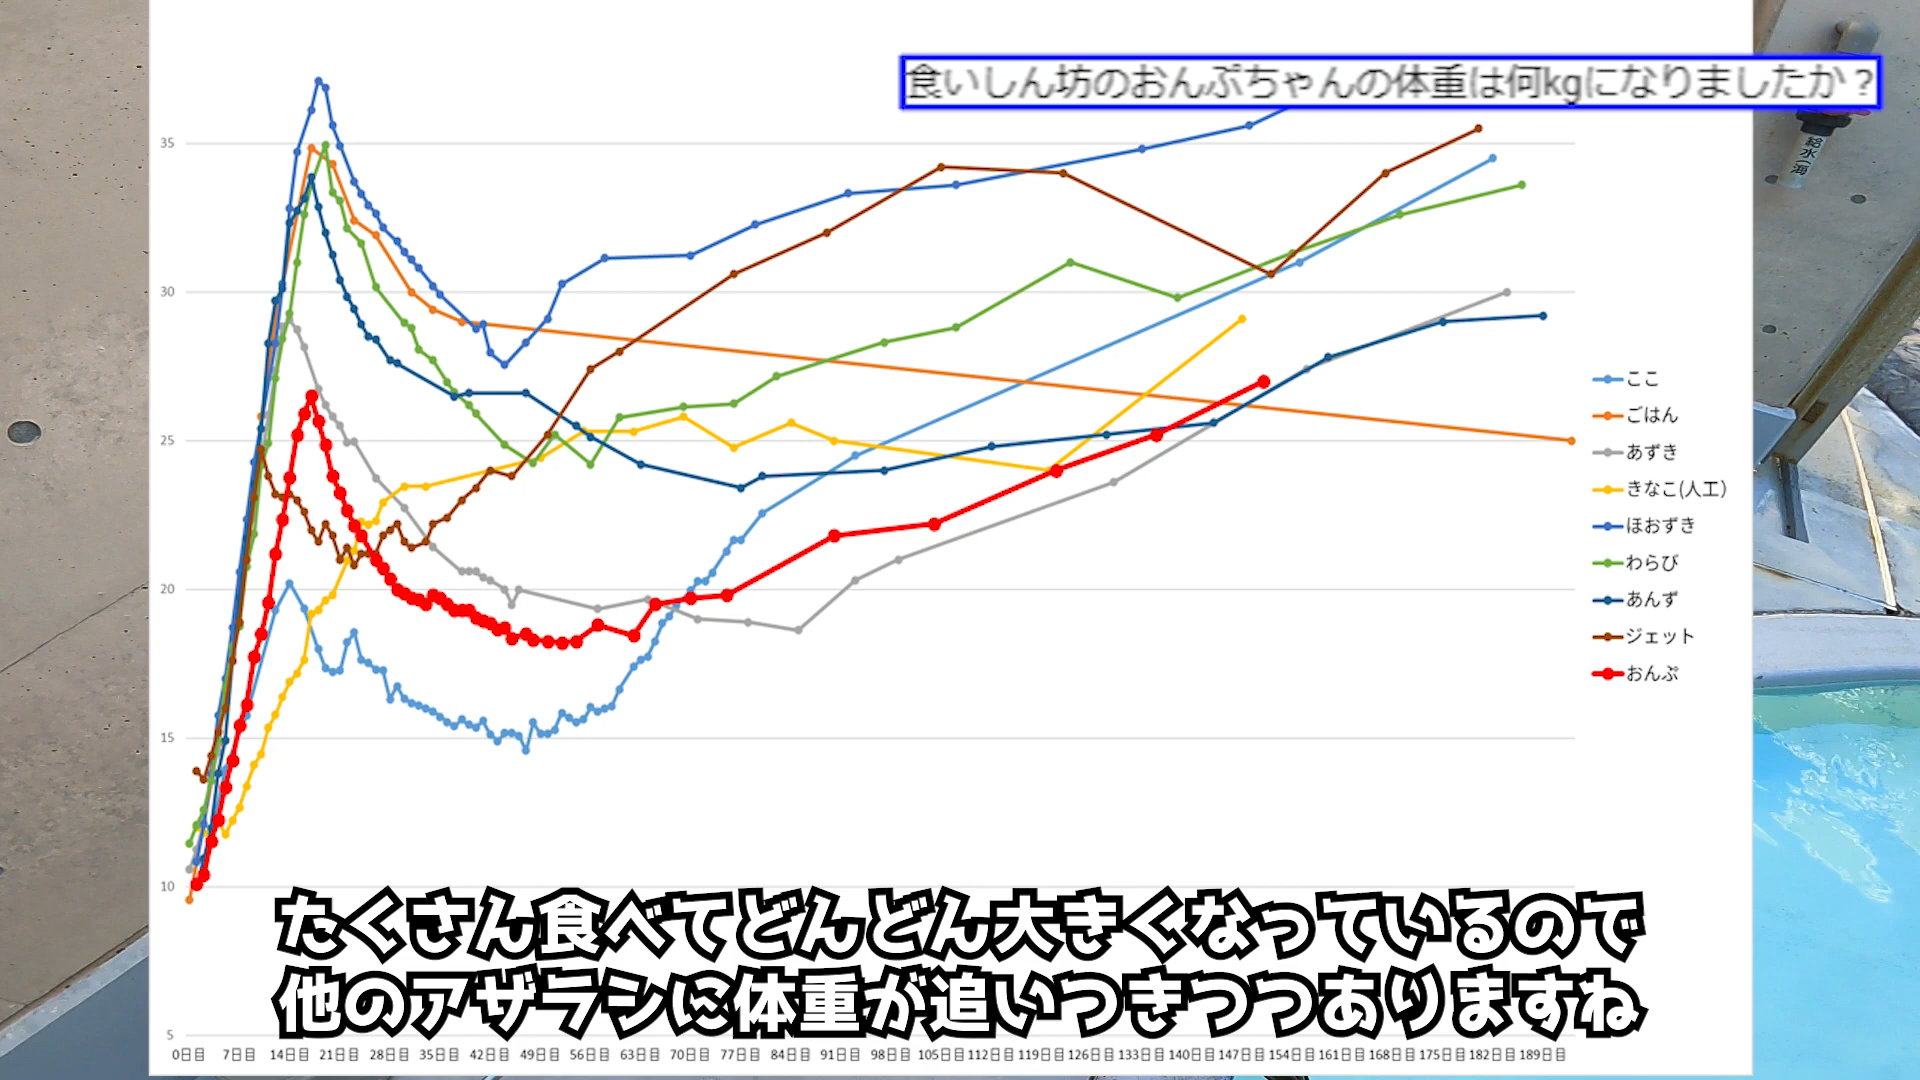 食いしん坊のおんぷちゃんの体重は何kgになりましたか？
給水(海
35
30
25
20
15
10
5
ここ
ごはん
あずき
きなこ(人工)
ほおずき
わらび
あんず
ジェット
おんぷ
たくさん食べてどんどん大きくなっているので
他のアザラシに体重が追いつきつつありますね
0日目 7日目 14日目 21日目 28日目 35日目 42日目 49日目 56日目 63日目 70日目 77日目 84日目 91日目 98日目 105日目 112日目 119日目 126日目 133日目 140日目 147日目 154日目 161日目 168日目 175日目 182日目 189日目